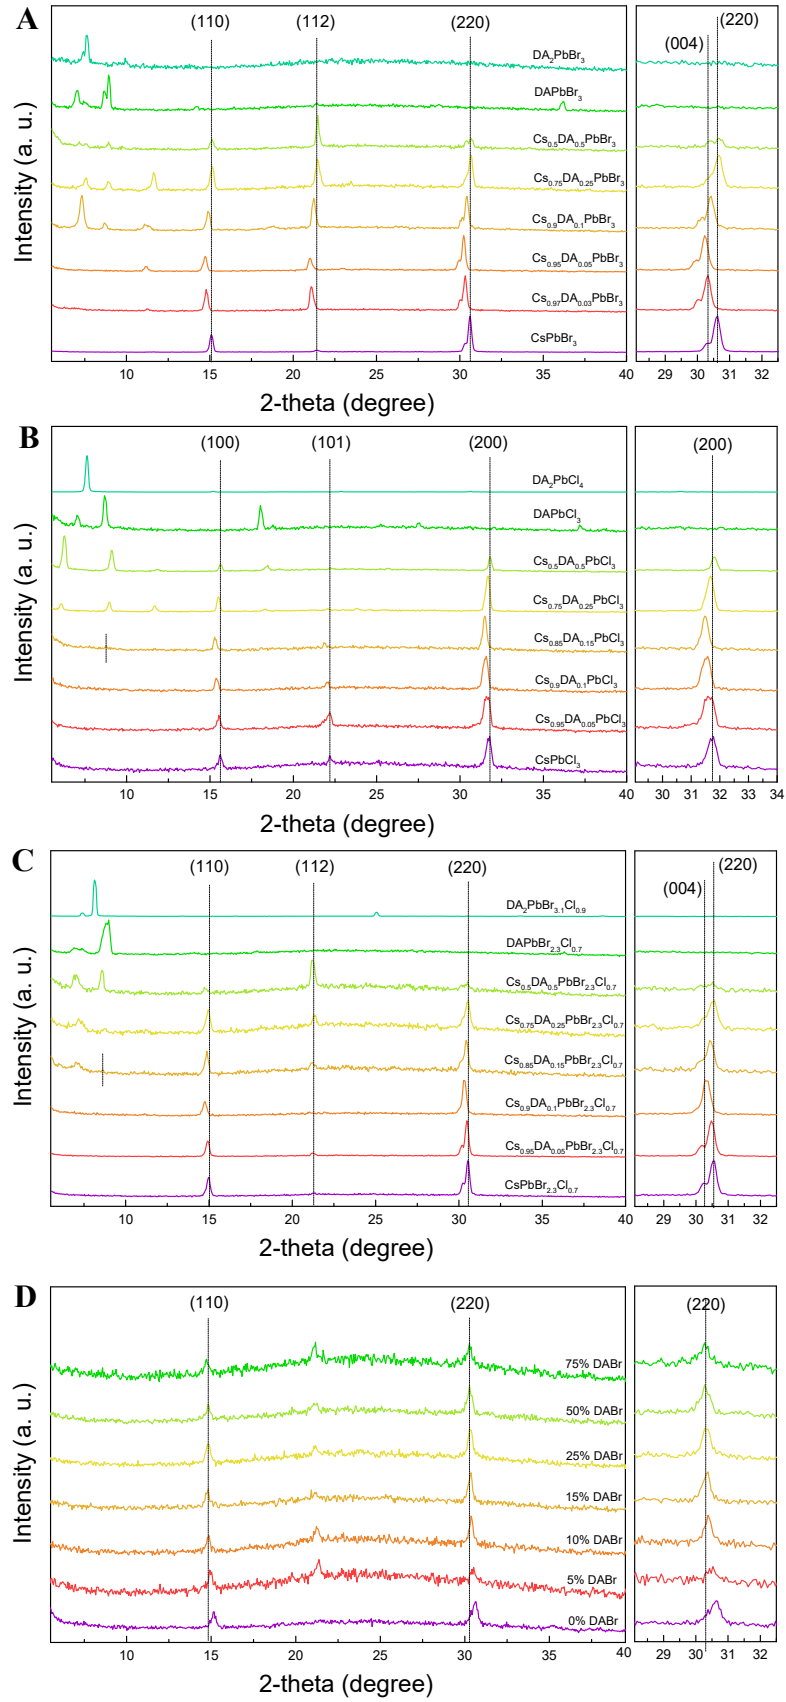 A
(110)
(112)
(220)
(220)
(004)
DA₂PbBr₃
DAPbBr₃
Cs₀.₅DA₀.₅PbBr₃
Cs₀.₇₅DA₀.₂₅PbBr₃
Cs₀.₉DA₀.₁PbBr₃
Cs₀.₉₅DA₀.₀₅PbBr₃
Cs₀.₉₇DA₀.₀₃PbBr₃
CsPbBr₃
Intensity (a. u.)
10 15 20 25 30 35 40
29 30 31 32
2-theta (degree)
B
(100)
(101)
(200)
(200)
DA₂PbCl₄
DAPbCl₃
Cs₀.₅DA₀.₅PbCl₃
Cs₀.₇₅DA₀.₂₅PbCl₃
Cs₀.₈₅DA₀.₁₅PbCl₃
Cs₀.₉DA₀.₁PbCl₃
Cs₀.₉₅DA₀.₀₅PbCl₃
CsPbCl₃
Intensity (a. u.)
10 15 20 25 30 35 40
29 30 31 32 33 34
2-theta (degree)
C
(110)
(112)
(220)
(220)
(004)
DA₂PbBr₃.₁Cl₀.₉
DAPbBr₂.₃Cl₀.₇
Cs₀.₅DA₀.₅PbBr₂.₃Cl₀.₇
Cs₀.₇₅DA₀.₂₅PbBr₂.₃Cl₀.₇
Cs₀.₈₅DA₀.₁₅PbBr₂.₃Cl₀.₇
Cs₀.₉DA₀.₁PbBr₂.₃Cl₀.₇
Cs₀.₉₅DA₀.₀₅PbBr₂.₃Cl₀.₇
CsPbBr₂.₃Cl₀.₇
Intensity (a. u.)
10 15 20 25 30 35 40
29 30 31 32
2-theta (degree)
D
(110)
(220)
(220)
75% DABr
50% DABr
25% DABr
15% DABr
10% DABr
5% DABr
0% DABr
Intensity (a. u.)
10 15 20 25 30 35 40
29 30 31 32
2-theta (degree)